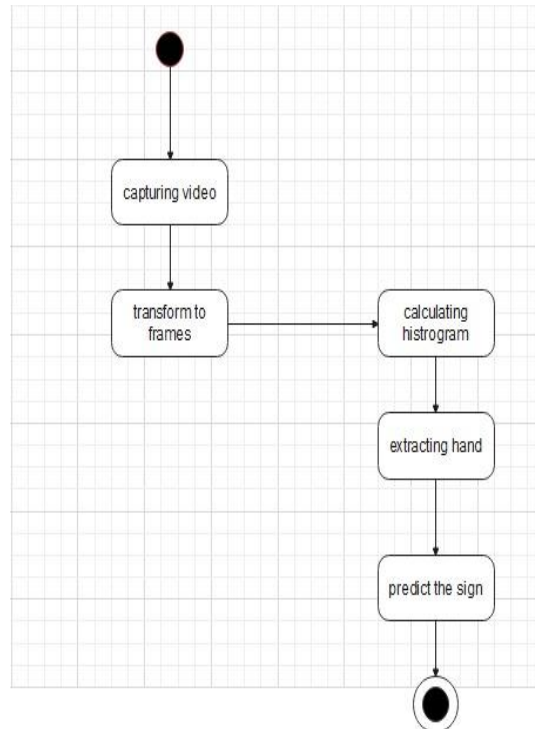 capturing video
transform to
frames
calculating
histrogram
extracting hand
predict the sign